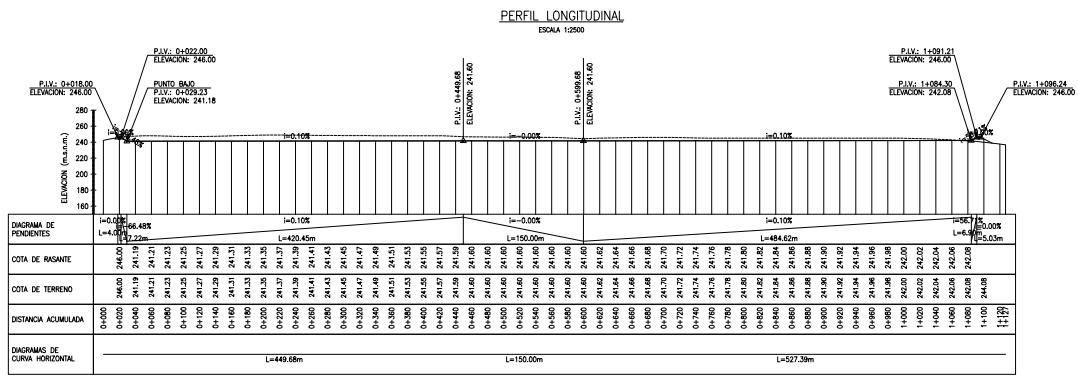 PERFIL LONGITUDINAL
ESCALA 1:2500
P.I.V.: 0+022.00
ELEVACION: 246.00
P.I.V.: 0+018.00
ELEVACION: 246.00
PUNTO BAJO
P.I.V.: 0+029.23
ELEVACION: 241.18
P.I.V.: 0+449.68
ELEVACION: 241.60
P.I.V.: 0+599.68
ELEVACION: 241.60
P.I.V.: 1+091.21
ELEVACION: 246.00
P.I.V.: 1+084.30
ELEVACION: 242.08
P.I.V.: 1+096.24
ELEVACION: 246.00
ELEVACION (m.s.n.m.)
280
260
240
220
200
180
160
i=0.10% i=-0.00% i=0.10%
DIAGRAMA DE PENDIENTES
i=0.00% -66.48% i=0.10% i=-0.00% i=0.10% i=56.71% i=0.00%
L=4.00m L=7.22m L=420.45m L=150.00m L=484.62m L=6.90m L=5.03m
COTA DE RASANTE
246.00 241.19 241.21 241.23 241.25 241.27 241.29 241.31 241.33 241.35 241.37 241.39 241.41 241.43 241.45 241.47 241.49 241.51 241.53 241.55 241.57 241.59 241.60 241.60 241.60 241.60 241.60 241.60 241.60 241.60 241.60 241.62 241.64 241.66 241.68 241.70 241.72 241.74 241.76 241.78 241.80 241.82 241.84 241.86 241.88 241.90 241.92 241.94 241.96 241.98 242.00 242.02 242.04 242.06 242.08
COTA DE TERRENO
246.00 241.19 241.21 241.23 241.25 241.27 241.29 241.31 241.33 241.35 241.37 241.39 241.41 241.43 241.45 241.47 241.49 241.51 241.53 241.55 241.57 241.59 241.60 241.60 241.60 241.60 241.60 241.60 241.60 241.60 241.60 241.62 241.64 241.66 241.68 241.70 241.72 241.74 241.76 241.78 241.80 241.82 241.84 241.86 241.88 241.90 241.92 241.94 241.96 241.98 242.00 242.02 242.04 242.06 242.08 244.08
DISTANCIA ACUMULADA
0+000 0+020 0+040 0+060 0+080 0+100 0+120 0+140 0+160 0+180 0+200 0+220 0+240 0+260 0+280 0+300 0+320 0+340 0+360 0+380 0+400 0+420 0+440 0+460 0+480 0+500 0+520 0+540 0+560 0+580 0+600 0+620 0+640 0+660 0+680 0+700 0+720 0+740 0+760 0+780 0+800 0+820 0+840 0+860 0+880 0+900 0+920 0+940 0+960 0+980 1+000 1+020 1+040 1+060 1+080 1+100 1+120 1+127
DIAGRAMAS DE CURVA HORIZONTAL
L=449.68m L=150.00m L=527.39m